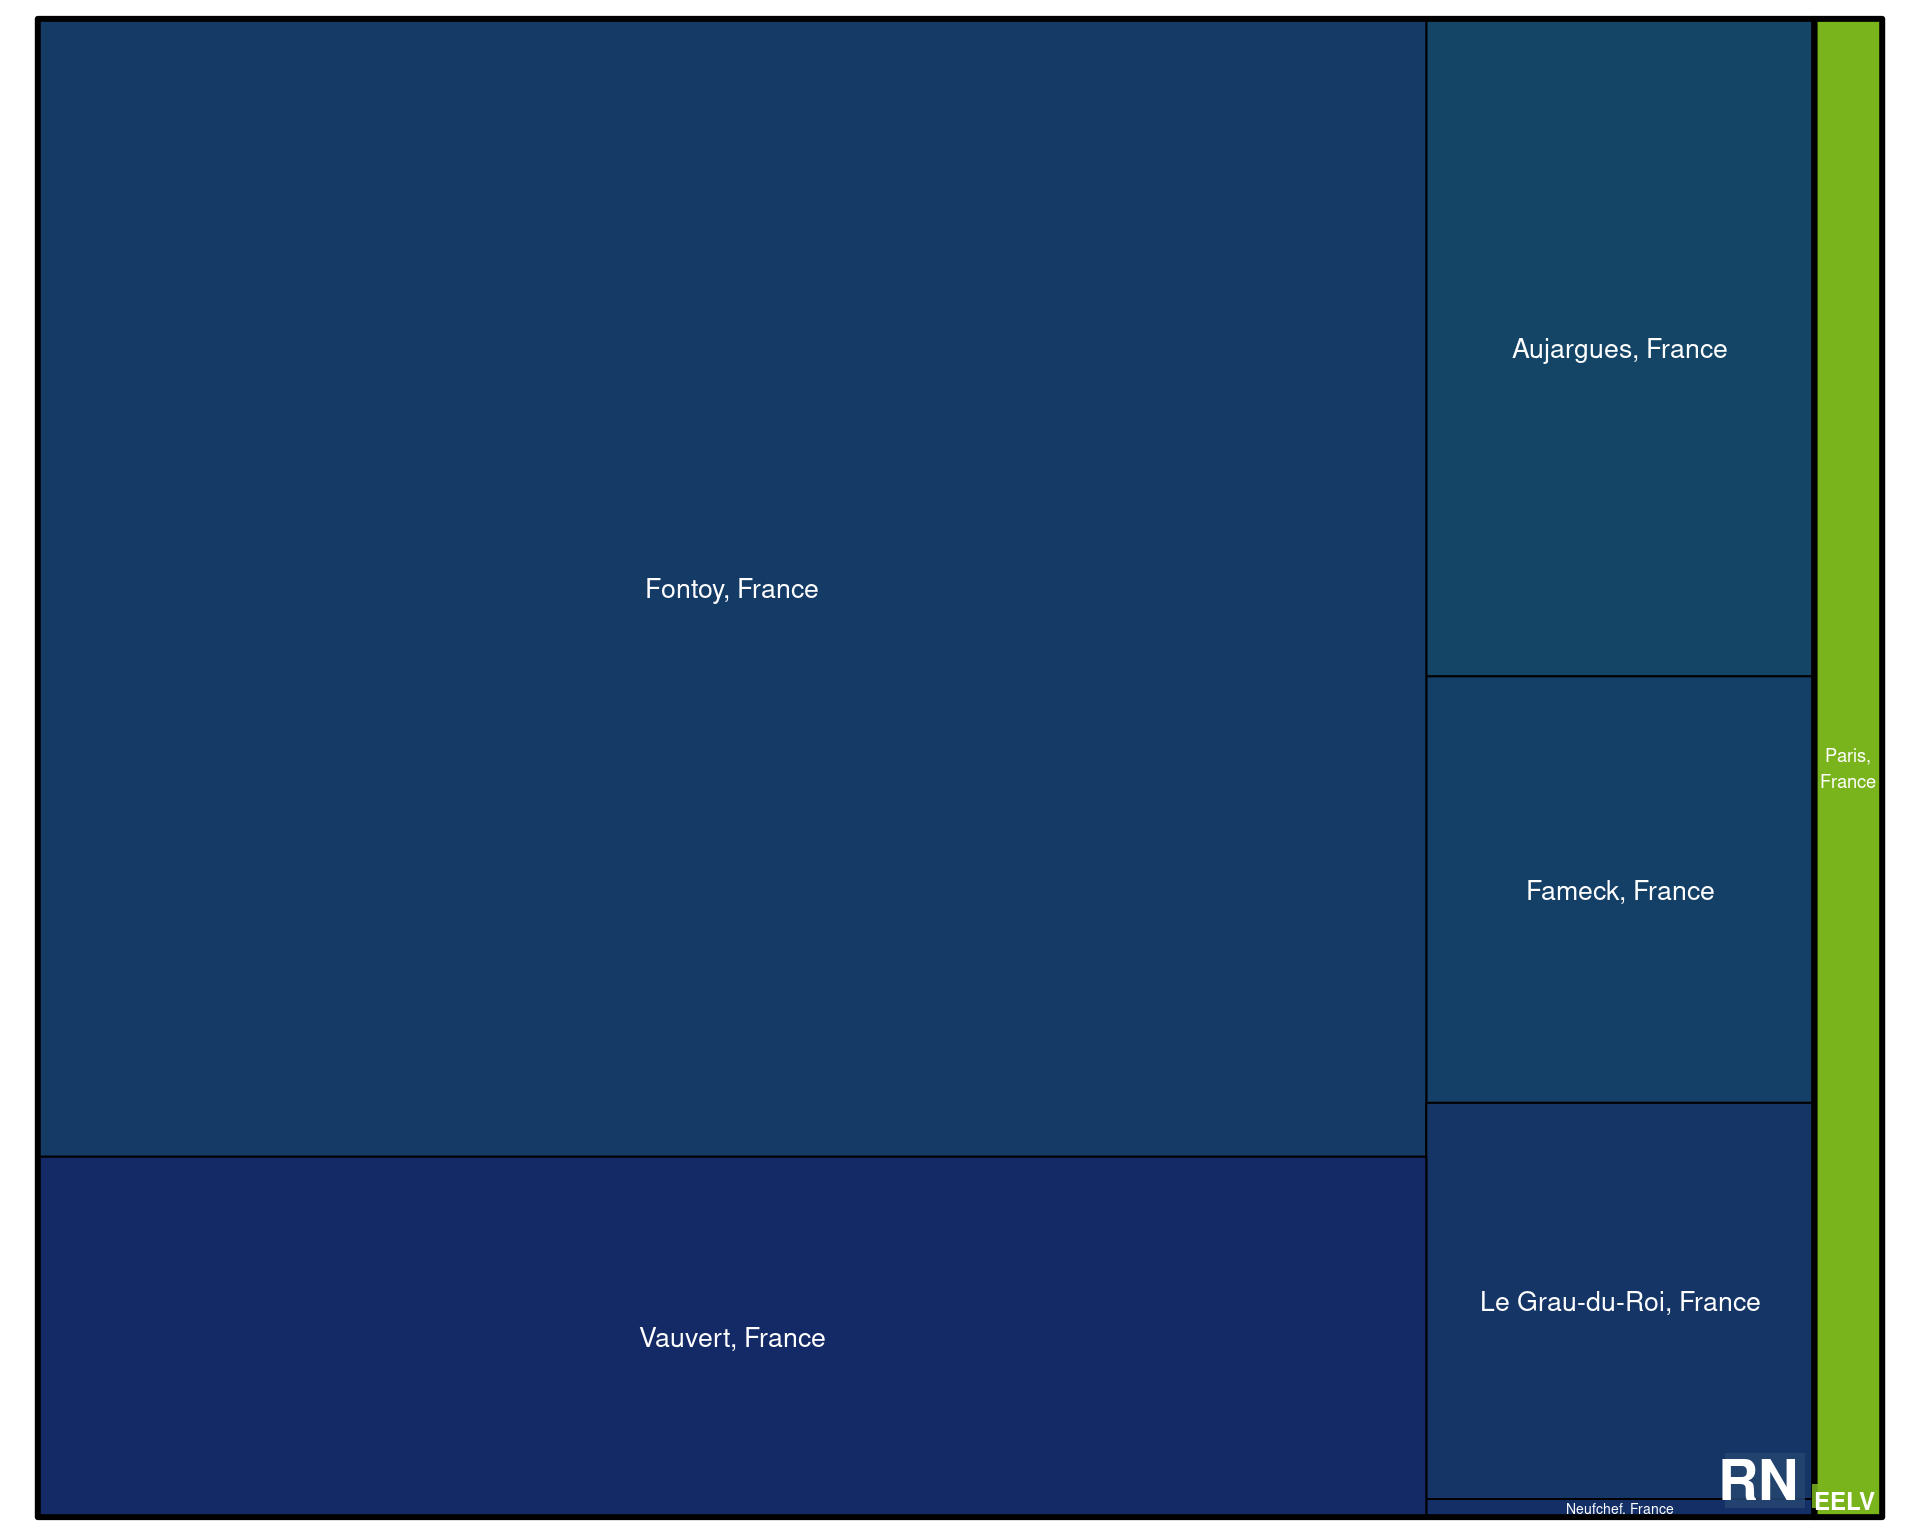 Fontoy, France
Vauvert, France
Aujargues, France
Fameck, France
Le Grau-du-Roi, France
Neufchef, France
RN
Paris,
France
EELV